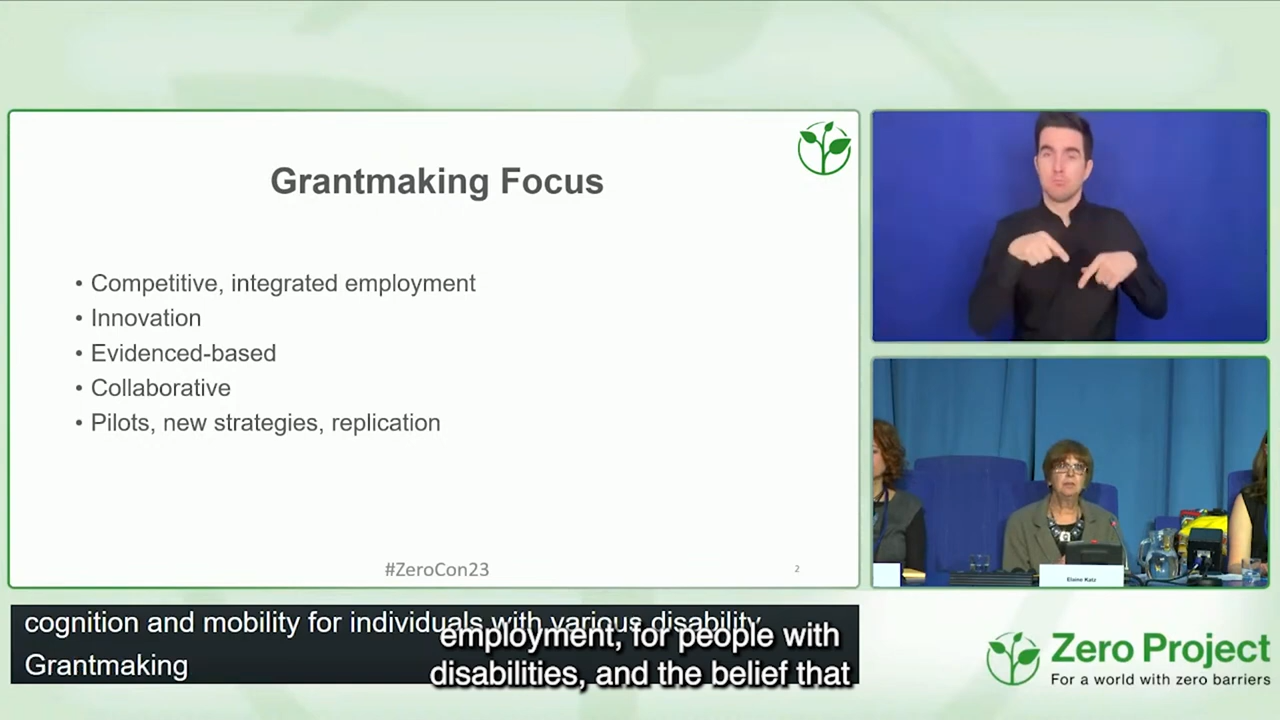 Grantmaking Focus
• Competitive, integrated employment
• Innovation
• Evidenced-based
• Collaborative
• Pilots, new strategies, replication
#ZeroCon23
2
Elaine Katz
cognition and mobility for individuals with various disability
Grantmaking
employment, for people with
disabilities, and the belief that
Zero Project
For a world with zero barriers